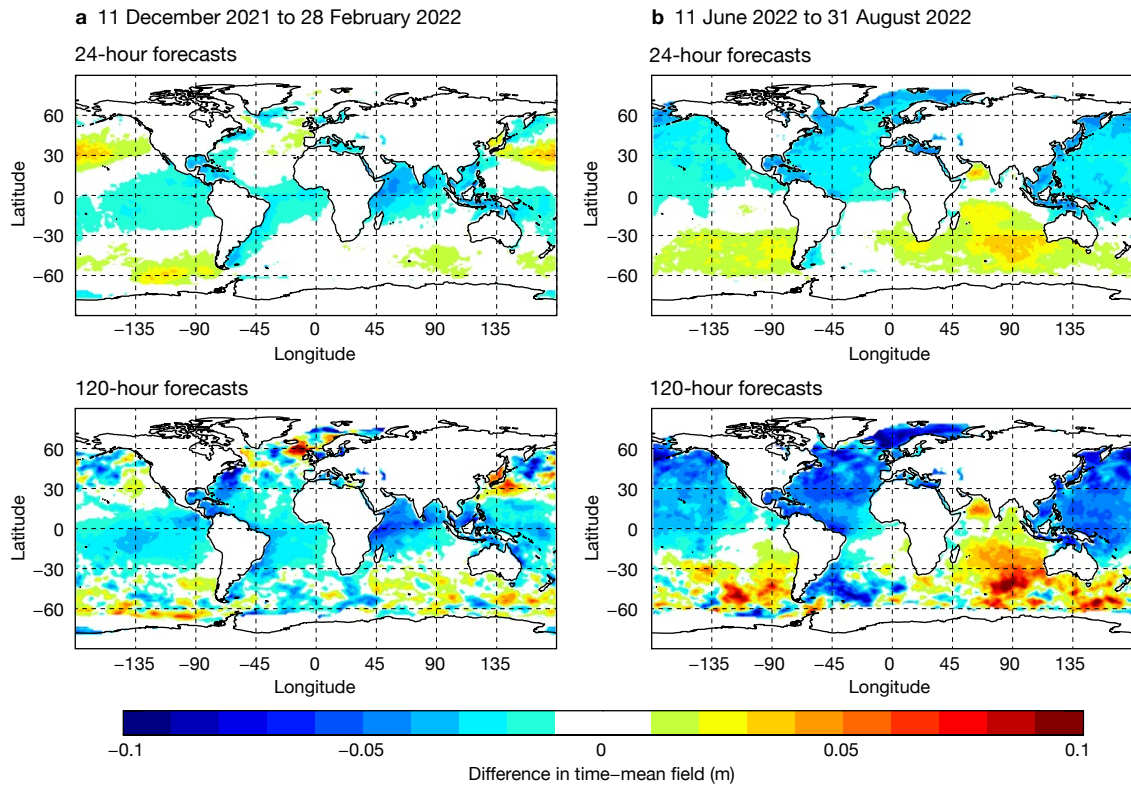 a 11 December 2021 to 28 February 2022
24-hour forecasts
60
30
0
−30
−60
Latitude
−135 −90 −45 0 45 90 135
Longitude
120-hour forecasts
60
30
0
−30
−60
Latitude
−135 −90 −45 0 45 90 135
Longitude
b 11 June 2022 to 31 August 2022
24-hour forecasts
60
30
0
−30
−60
Latitude
−135 −90 −45 0 45 90 135
Longitude
120-hour forecasts
60
30
0
−30
−60
Latitude
−135 −90 −45 0 45 90 135
Longitude
−0.1 −0.05 0 0.05 0.1
Difference in time−mean field (m)